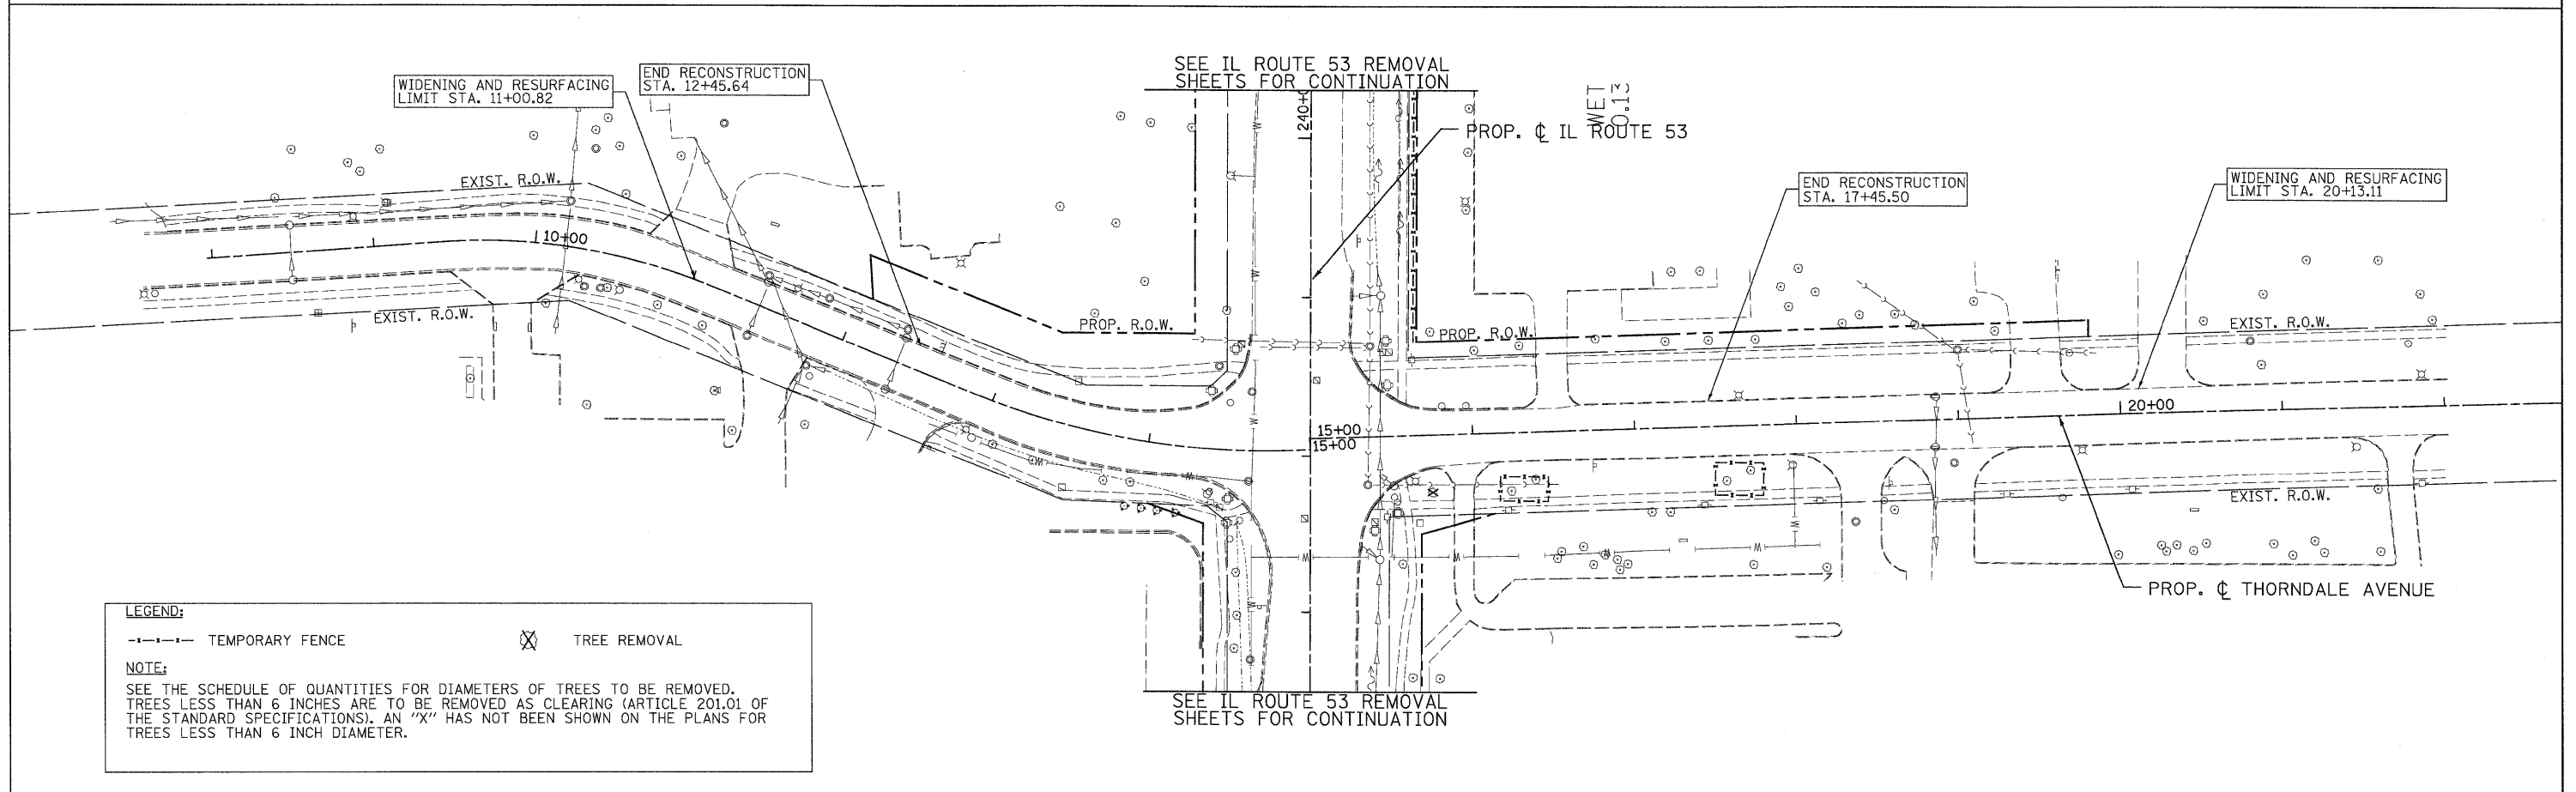 SEE IL ROUTE 53 REMOVAL
SHEETS FOR CONTINUATION
WIDENING AND RESURFACING
LIMIT STA. 11+00.82
END RECONSTRUCTION
STA. 12+45.64
240+0
WET
PROP. ℄ IL ROUTE 53
END RECONSTRUCTION
STA. 17+45.50
WIDENING AND RESURFACING
LIMIT STA. 20+13.11
EXIST. R.O.W.
10+00
EXIST. R.O.W.
PROP. R.O.W.
PROP. R.O.W.
EXIST. R.O.W.
15+00
15+00
20+00
EXIST. R.O.W.
PROP. ℄ THORNDALE AVENUE
SEE IL ROUTE 53 REMOVAL
SHEETS FOR CONTINUATION
LEGEND:
TEMPORARY FENCE
TREE REMOVAL
NOTE:
SEE THE SCHEDULE OF QUANTITIES FOR DIAMETERS OF TREES TO BE REMOVED.
TREES LESS THAN 6 INCHES ARE TO BE REMOVED AS CLEARING (ARTICLE 201.01 OF
THE STANDARD SPECIFICATIONS). AN "X" HAS NOT BEEN SHOWN ON THE PLANS FOR
TREES LESS THAN 6 INCH DIAMETER.